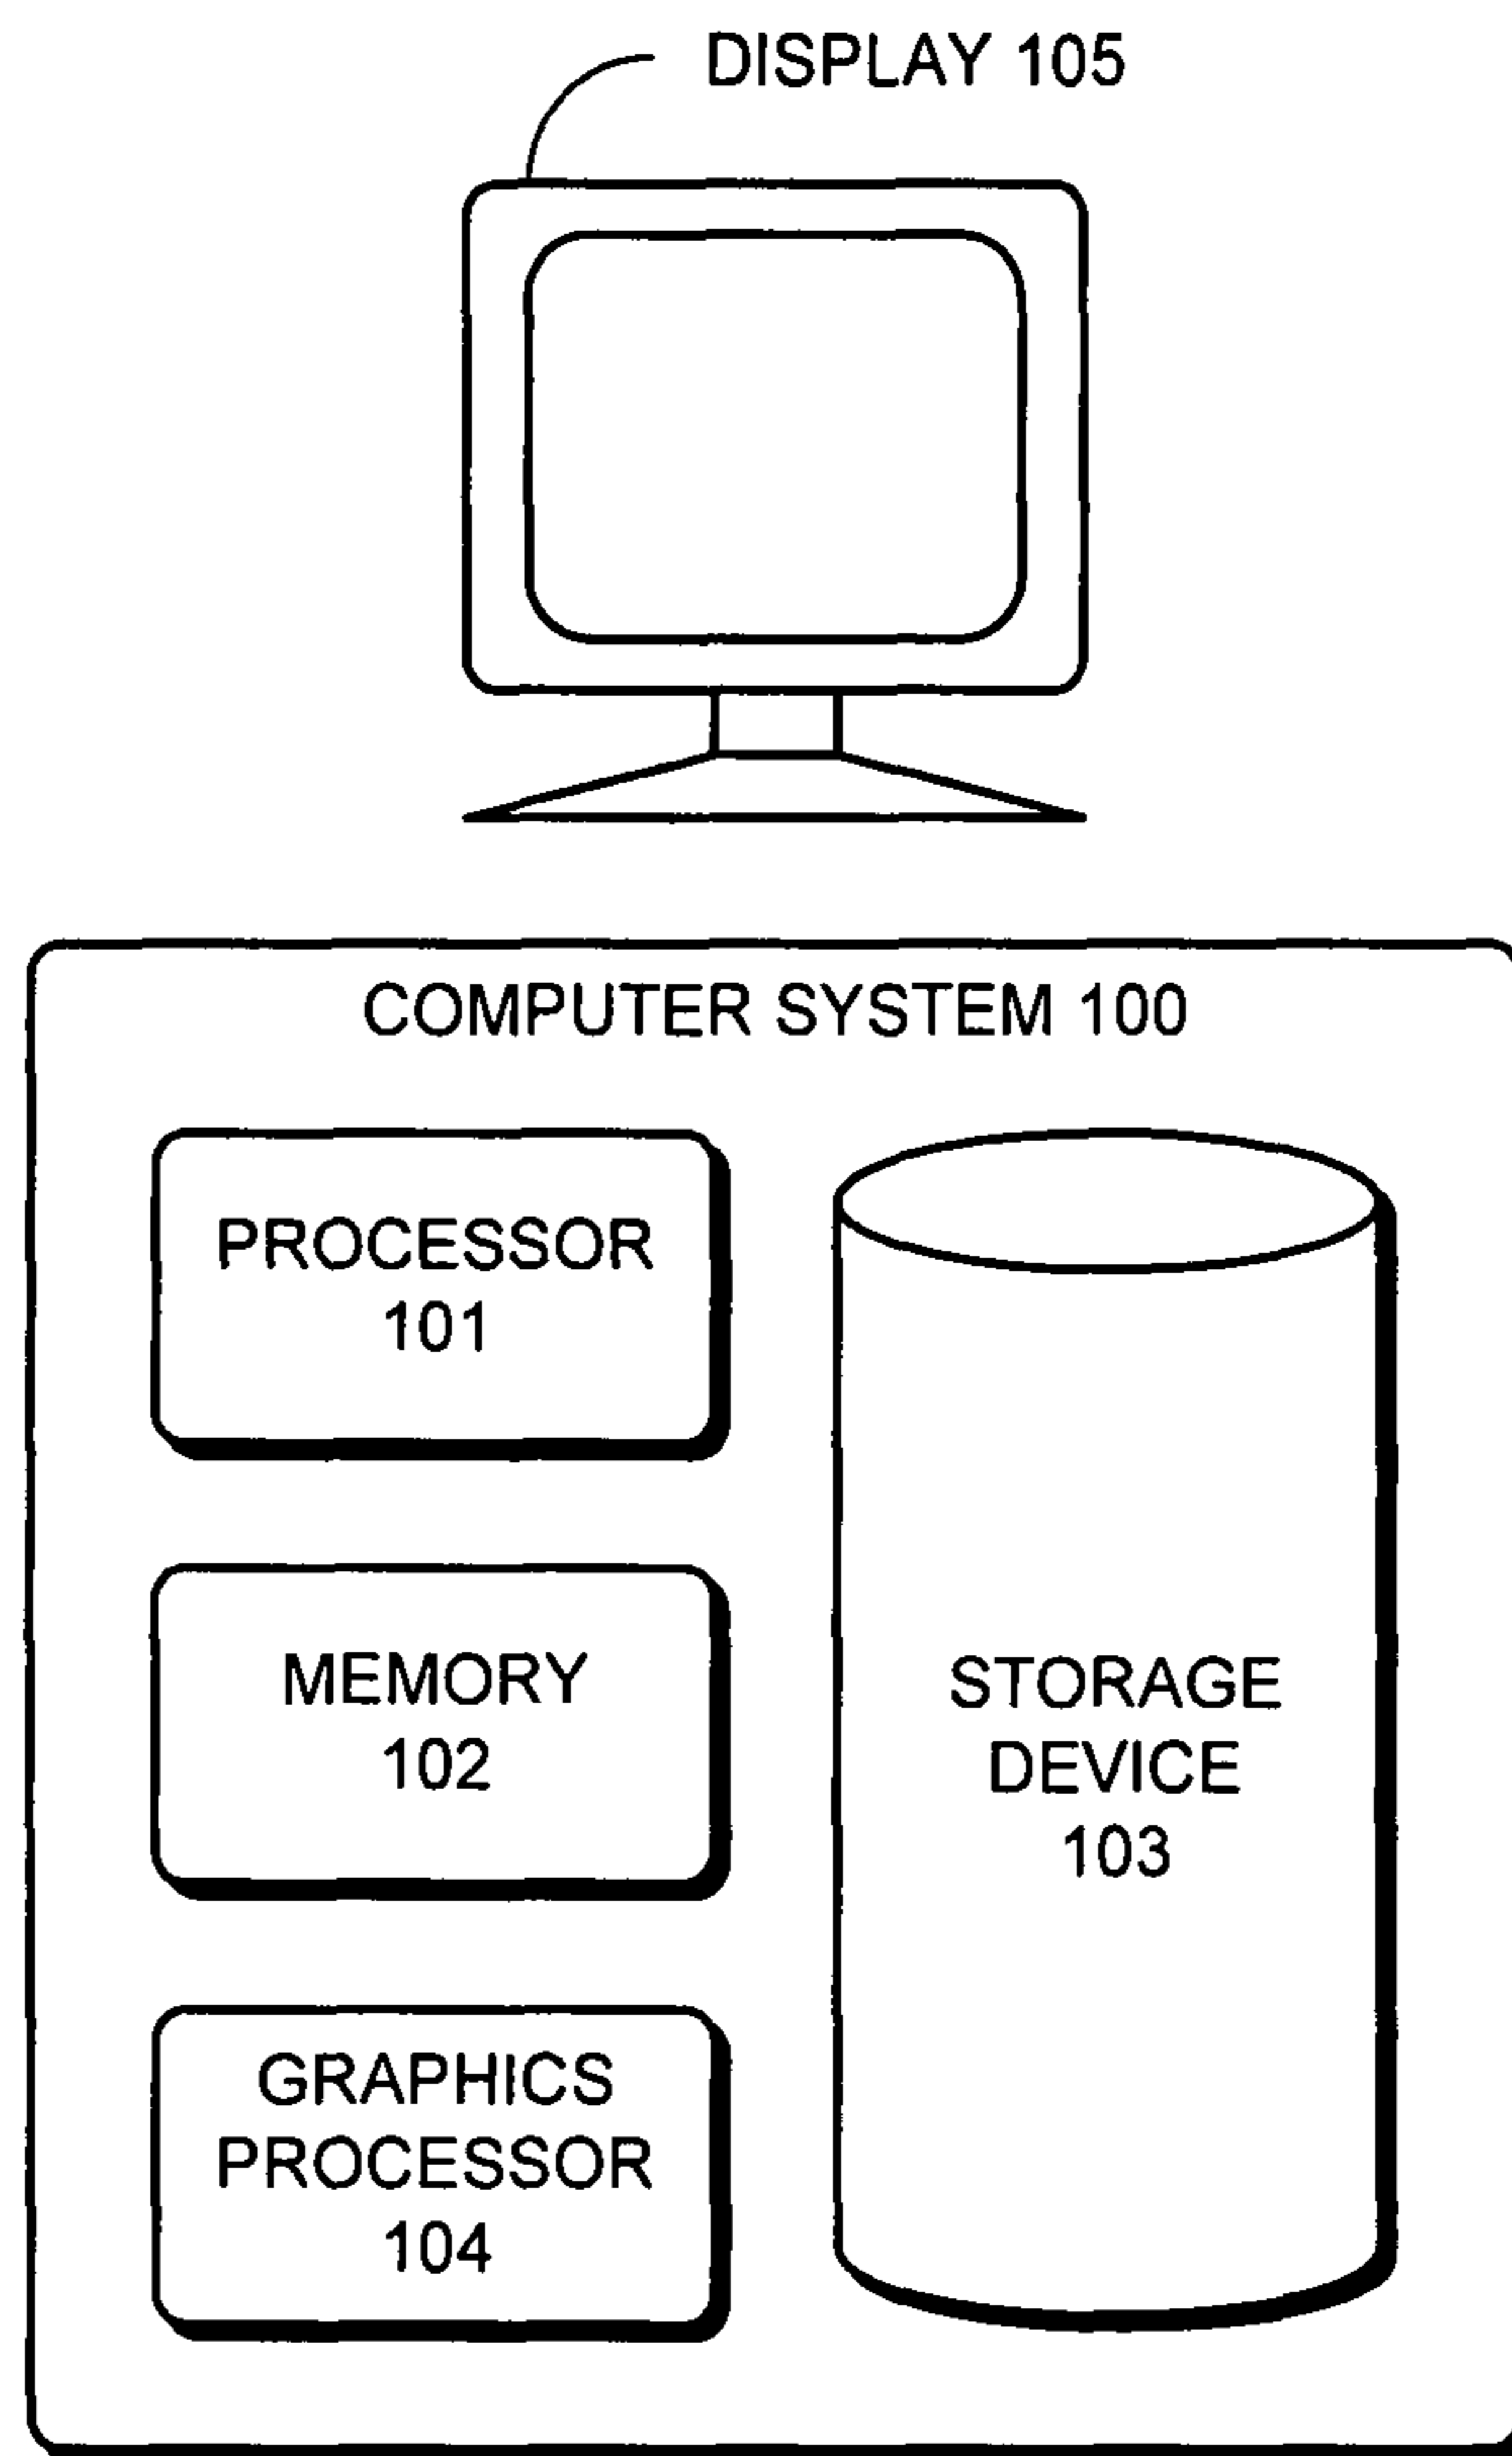 DISPLAY 105
COMPUTER SYSTEM 100
PROCESSOR
101
MEMORY
102
GRAPHICS
PROCESSOR
104
STORAGE
DEVICE
103